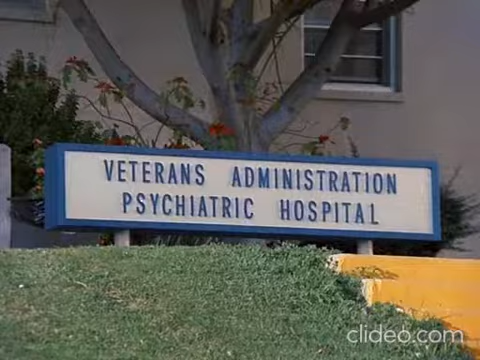 VETERANS ADMINISTRATION
PSYCHIATRIC HOSPITAL
clideo.com